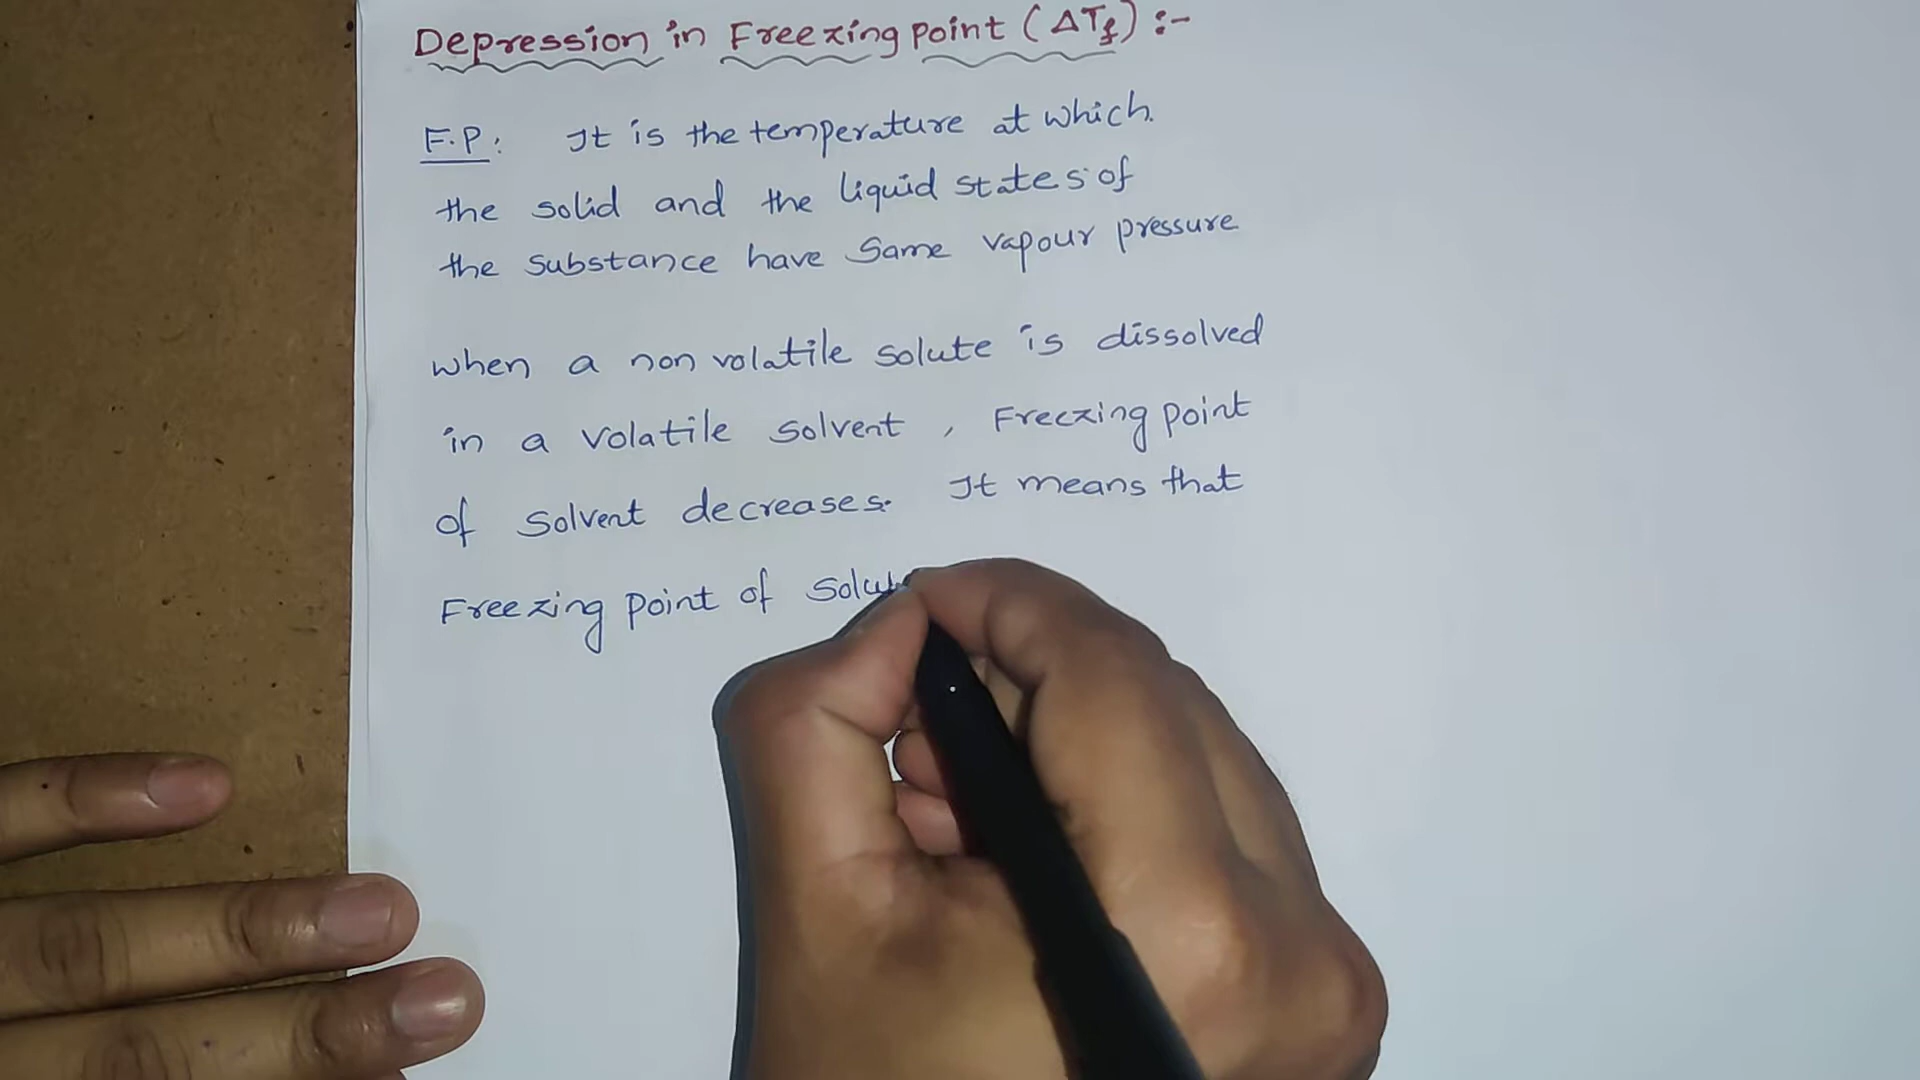 Depression in Freezing point (ΔTf) :-
F.P: It is the temperature at which
the solid and the liquid states of
the substance have same vapour pressure
when a non volatile solute is dissolved
in a volatile solvent, Freezing point
of solvent decreases. It means that
Freezing point of